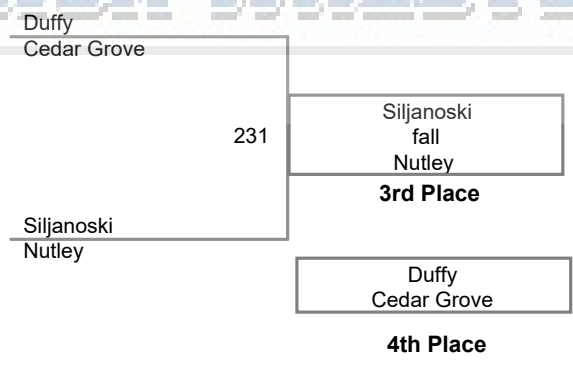 Duffy
Cedar Grove
231
Siljanoski
fall
Nutley
3rd Place
Siljanoski
Nutley
Duffy
Cedar Grove
4th Place